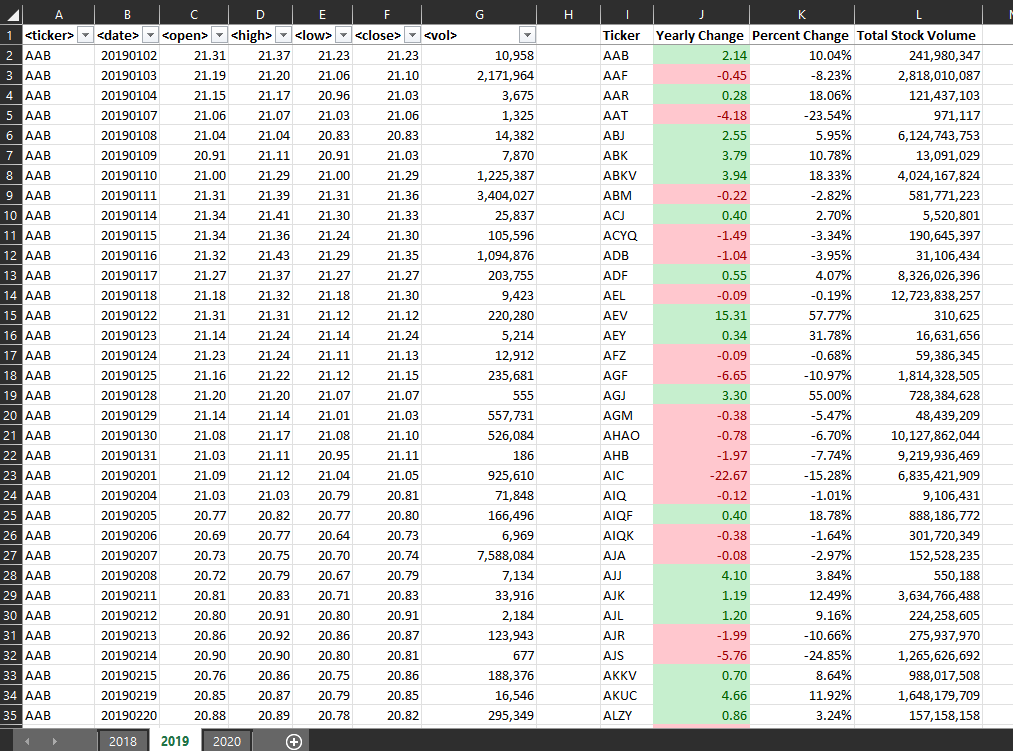 A B C D E F G H I J K L
1 <ticker> <date> <open> <high> <low> <close> <vol> Ticker Yearly Change Percent Change Total Stock Volume
2 AAB 20190102 21.31 21.37 21.23 21.23 10,958 AAB 2.14 10.04% 241,980,347
3 AAB 20190103 21.19 21.20 21.06 21.10 2,171,964 AAF -0.45 -8.23% 2,818,010,087
4 AAB 20190104 21.15 21.17 20.96 21.03 3,675 AAR 0.28 18.06% 121,437,103
5 AAB 20190107 21.06 21.07 21.03 21.06 1,325 AAT -4.18 -23.54% 971,117
6 AAB 20190108 21.04 21.04 20.83 20.83 14,382 ABJ 2.55 5.95% 6,124,743,753
7 AAB 20190109 20.91 21.11 20.91 21.03 7,870 ABK 3.79 10.78% 13,091,029
8 AAB 20190110 21.00 21.29 21.00 21.29 1,225,387 ABKV 3.94 18.33% 4,024,167,824
9 AAB 20190111 21.31 21.39 21.31 21.36 3,404,027 ABM -0.22 -2.82% 581,771,223
10 AAB 20190114 21.34 21.41 21.30 21.33 25,837 ACJ 0.40 2.70% 5,520,801
11 AAB 20190115 21.34 21.36 21.24 21.30 105,596 ACYQ -1.49 -3.34% 190,645,397
12 AAB 20190116 21.32 21.43 21.29 21.35 1,094,876 ADB -1.04 -3.95% 31,106,434
13 AAB 20190117 21.27 21.37 21.27 21.27 203,755 ADF 0.55 4.07% 8,326,026,396
14 AAB 20190118 21.18 21.32 21.18 21.30 9,423 AEL -0.09 -0.19% 12,723,838,257
15 AAB 20190122 21.31 21.31 21.12 21.12 220,280 AEV 15.31 57.77% 310,625
16 AAB 20190123 21.14 21.24 21.14 21.24 5,214 AEY 0.34 31.78% 16,631,656
17 AAB 20190124 21.23 21.24 21.11 21.13 12,912 AFZ -0.09 -0.68% 59,386,345
18 AAB 20190125 21.16 21.22 21.12 21.15 235,681 AGF -6.65 -10.97% 1,814,328,505
19 AAB 20190128 21.20 21.20 21.07 21.07 555 AGJ 3.30 55.00% 728,384,628
20 AAB 20190129 21.14 21.14 21.01 21.03 557,731 AGM -0.38 -5.47% 48,439,209
21 AAB 20190130 21.08 21.17 21.08 21.10 526,084 AHAO -0.78 -6.70% 10,127,862,044
22 AAB 20190131 21.03 21.11 20.95 21.11 186 AHB -1.97 -7.74% 9,219,936,469
23 AAB 20190201 21.09 21.12 21.04 21.05 925,610 AIC -22.67 -15.28% 6,835,421,909
24 AAB 20190204 21.03 21.03 20.79 20.81 71,848 AIQ -0.12 -1.01% 9,106,431
25 AAB 20190205 20.77 20.82 20.77 20.80 166,496 AIQF 0.40 18.78% 888,186,772
26 AAB 20190206 20.69 20.77 20.64 20.73 6,969 AIQK -0.38 -1.64% 301,720,349
27 AAB 20190207 20.73 20.75 20.70 20.74 7,588,084 AJA -0.08 -2.97% 152,528,235
28 AAB 20190208 20.72 20.79 20.67 20.79 7,134 AJJ 4.10 3.84% 550,188
29 AAB 20190211 20.81 20.83 20.71 20.83 33,916 AJK 1.19 12.49% 3,634,766,488
30 AAB 20190212 20.80 20.91 20.80 20.91 2,184 AJL 1.20 9.16% 224,258,605
31 AAB 20190213 20.86 20.92 20.86 20.87 123,943 AJR -1.99 -10.66% 275,937,970
32 AAB 20190214 20.90 20.90 20.80 20.81 677 AJS -5.76 -24.85% 1,265,626,692
33 AAB 20190215 20.76 20.86 20.75 20.86 188,376 AKKV 0.70 8.64% 988,017,508
34 AAB 20190219 20.85 20.87 20.79 20.85 16,546 AKUC 4.66 11.92% 1,648,179,709
35 AAB 20190220 20.88 20.89 20.78 20.82 295,349 ALZY 0.86 3.24% 157,158,158
2018 2019 2020